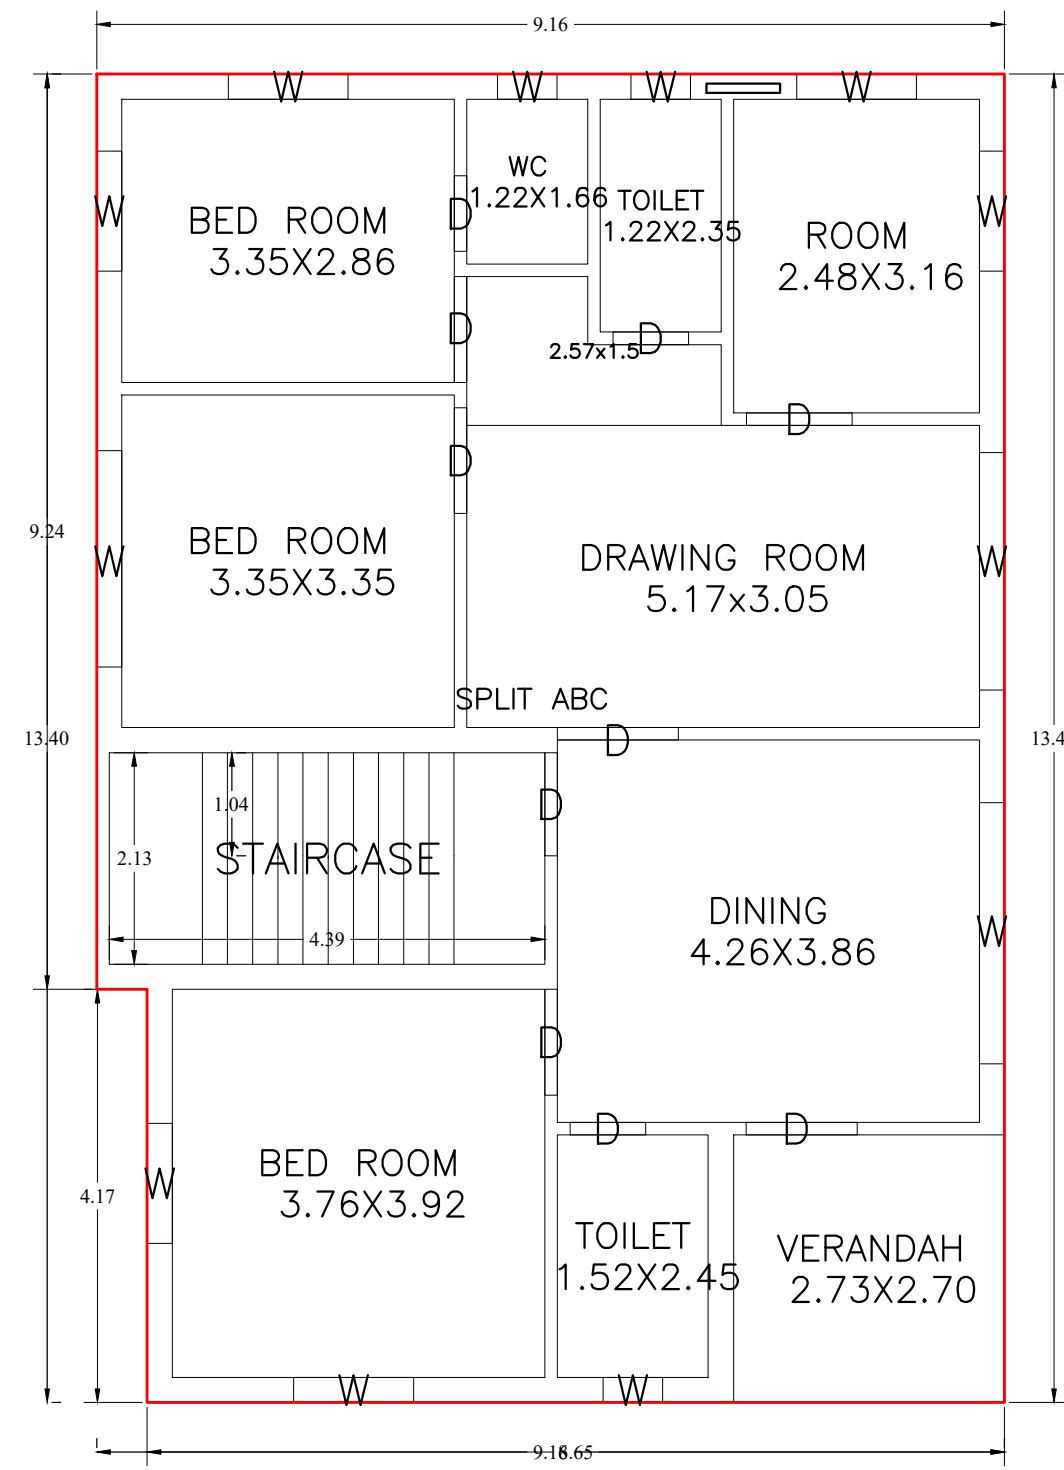 9.16
W
W
W
W
WC
1.22X1.66
TOILET
1.22X2.35
W
BED ROOM
3.35X2.86
D
W
ROOM
2.48X3.16
D
D
2.57x1.5
D
D
9.24
W
BED ROOM
3.35X3.35
DRAWING ROOM
5.17x3.05
W
SPLIT ABC
13.40
D
13.4
1.04
D
2.13
STAIRCASE
4.39
DINING
4.26X3.86
W
D
D
D
BED ROOM
3.76X3.92
W
4.17
TOILET
1.52X2.45
VERANDAH
2.73X2.70
W
W